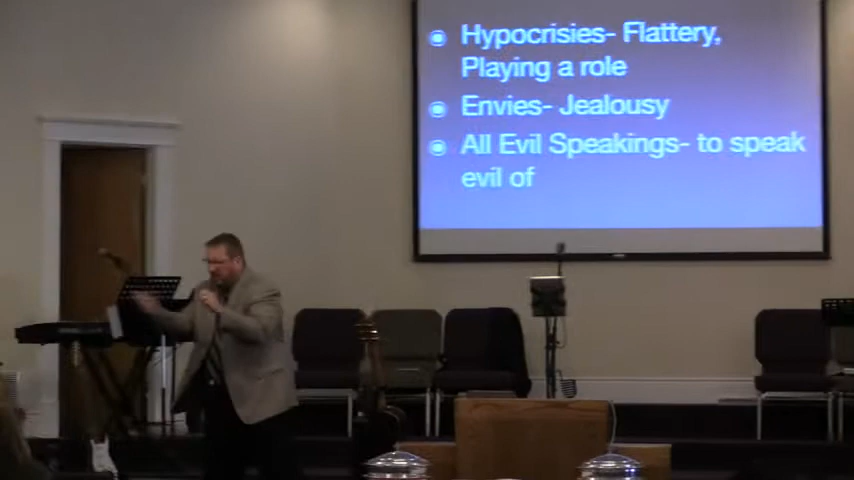 Hypocrisies- Flattery,
Playing a role
Envies- Jealousy
All Evil Speakings- to speak
evil of